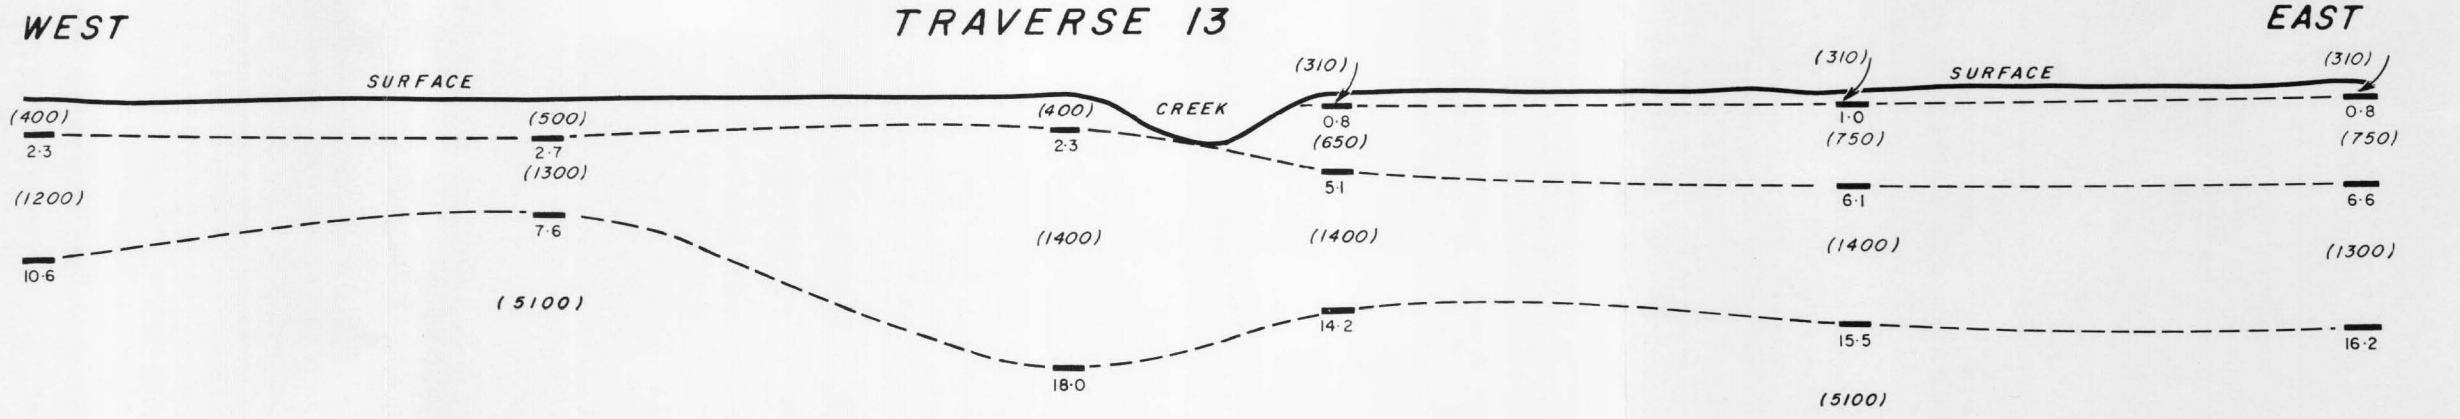 WEST TRAVERSE 13 EAST
(310) (310) (310)
SURFACE SURFACE
(400) (500) (400) CREEK
2·3 2·7 2·3 0·8 1·0 0·8
(1300) (650) (750) (750)
(1200) 5·1 6·1 6·6
7·6 (1400) (1400) (1400) (1300)
10·6 (5100) 14·2 15·5 16·2
18·0 (5100)